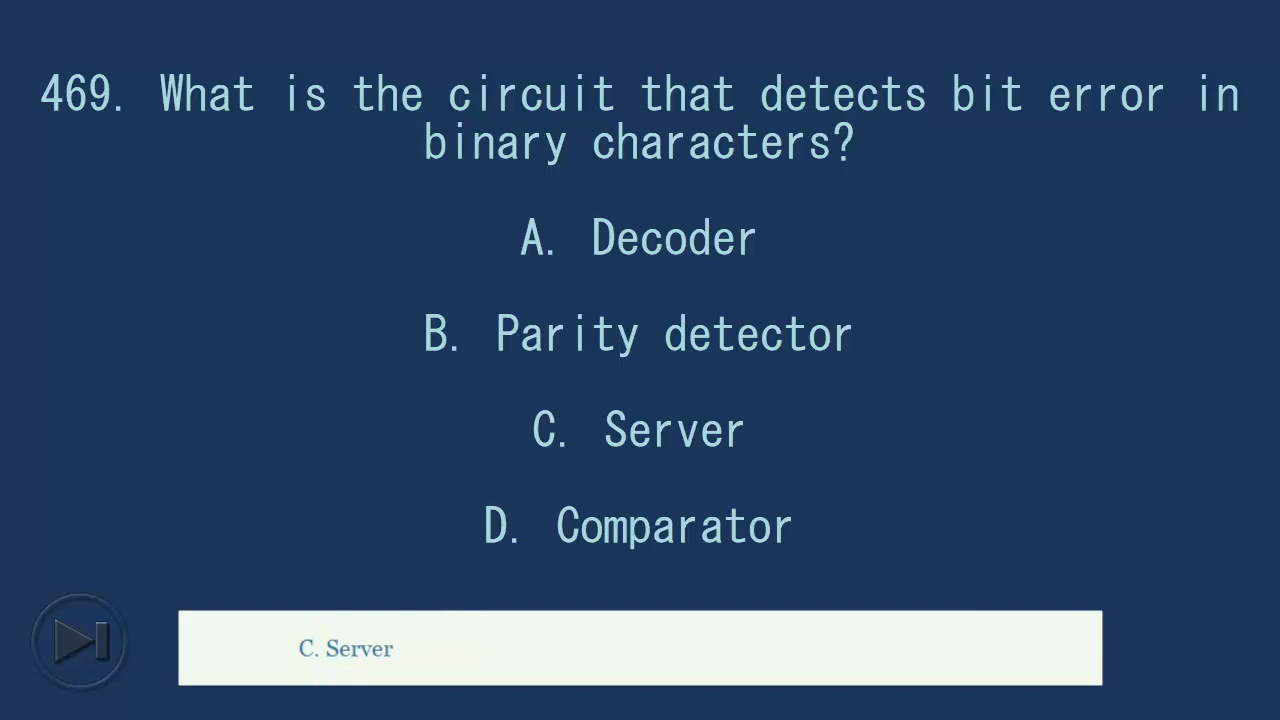 469. What is the circuit that detects bit error in
binary characters?
A. Decoder
B. Parity detector
C. Server
D. Comparator
C. Server